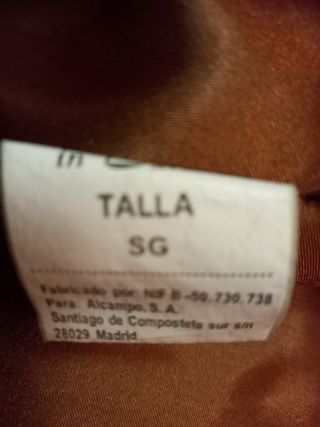 TALLA
SG
Fabricado por: NIF B-50.730.738
Para: Alcampo, S.A.
Santiago de Compostela sur s/n
28029 Madrid